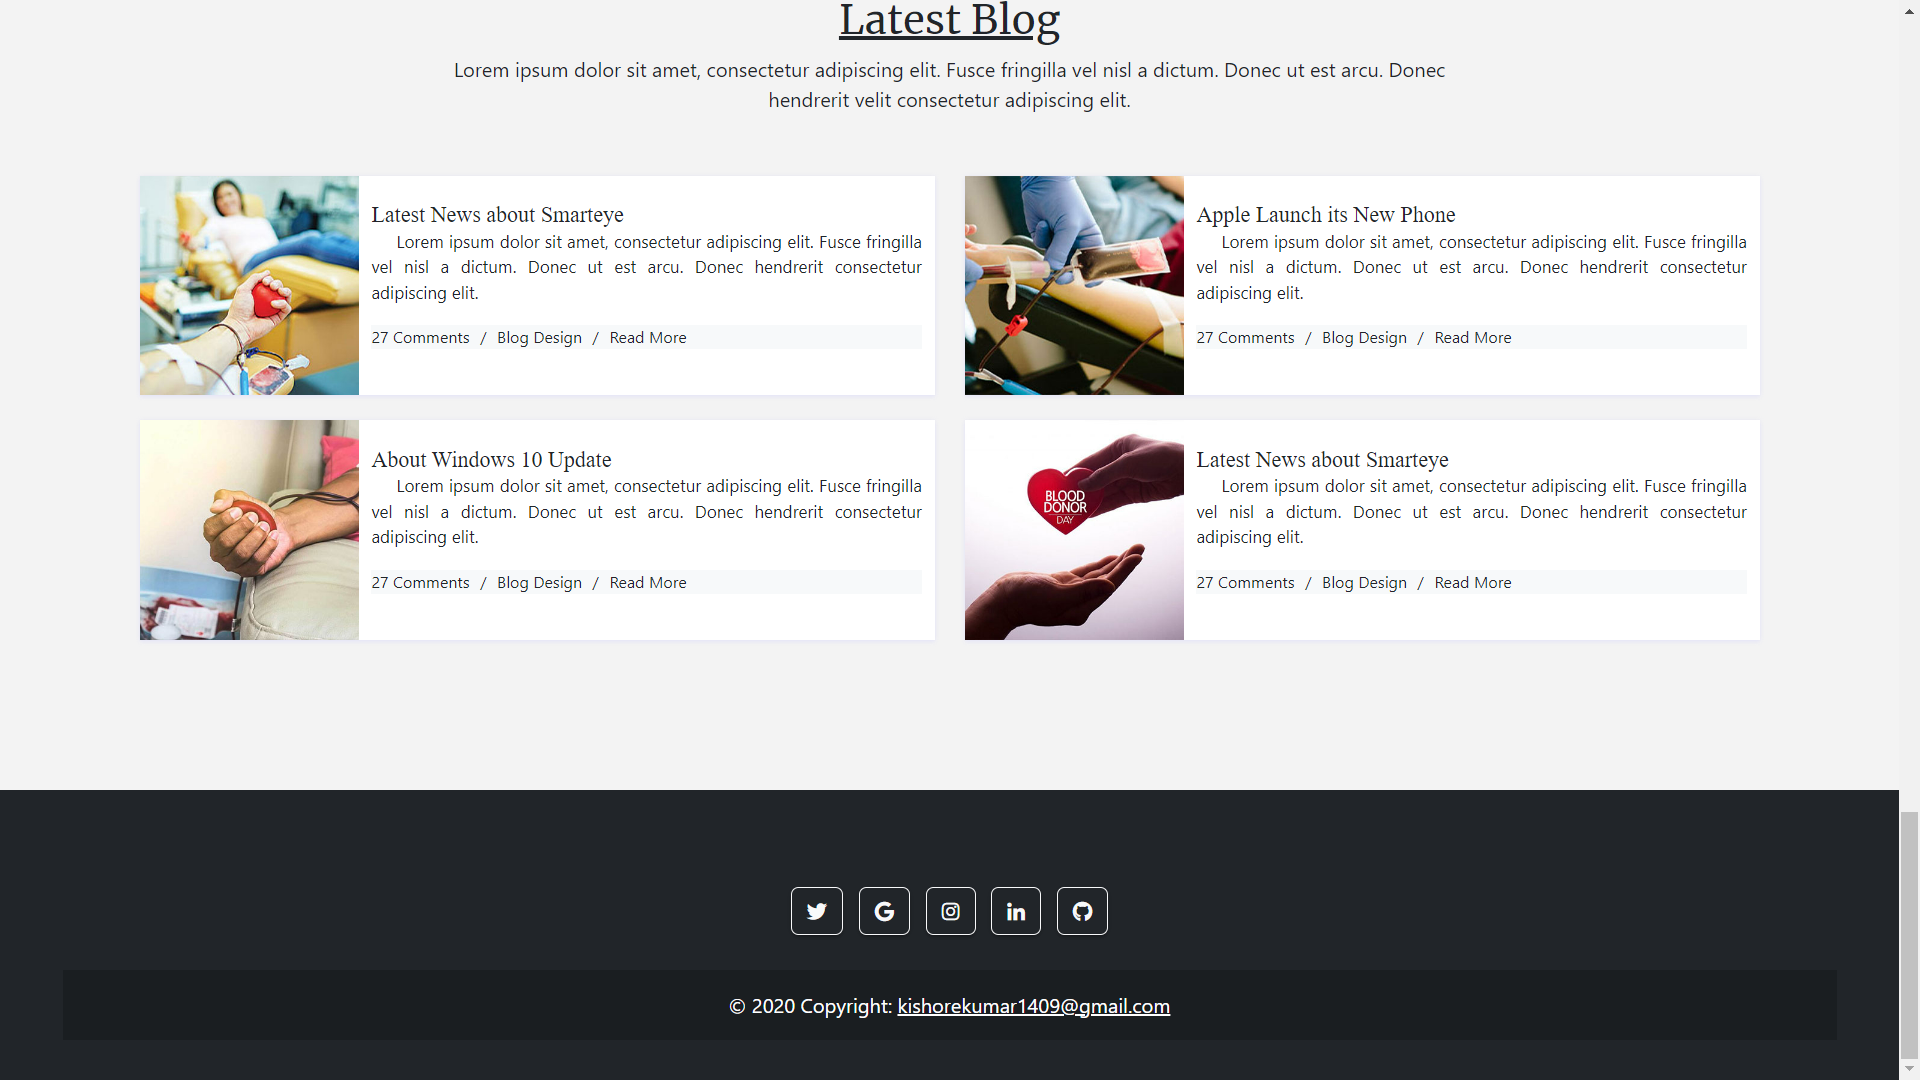 Latest Blog
Lorem ipsum dolor sit amet, consectetur adipiscing elit. Fusce fringilla vel nisl a dictum. Donec ut est arcu. Donec
hendrerit velit consectetur adipiscing elit.
Latest News about Smarteye
Lorem ipsum dolor sit amet, consectetur adipiscing elit. Fusce fringilla
vel nisl a dictum. Donec ut est arcu. Donec hendrerit consectetur
adipiscing elit.
27 Comments / Blog Design / Read More
Apple Launch its New Phone
Lorem ipsum dolor sit amet, consectetur adipiscing elit. Fusce fringilla
vel nisl a dictum. Donec ut est arcu. Donec hendrerit consectetur
adipiscing elit.
27 Comments / Blog Design / Read More
About Windows 10 Update
Lorem ipsum dolor sit amet, consectetur adipiscing elit. Fusce fringilla
vel nisl a dictum. Donec ut est arcu. Donec hendrerit consectetur
adipiscing elit.
27 Comments / Blog Design / Read More
BLOOD
DONOR
DAY
Latest News about Smarteye
Lorem ipsum dolor sit amet, consectetur adipiscing elit. Fusce fringilla
vel nisl a dictum. Donec ut est arcu. Donec hendrerit consectetur
adipiscing elit.
27 Comments / Blog Design / Read More
© 2020 Copyright: kishorekumar1409@gmail.com